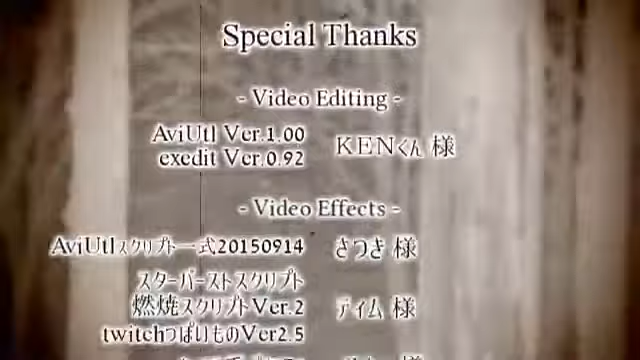 Special Thanks
- Video Editing -
AviUtl Ver.1.00
exedit Ver.0.92
KENくん 様
- Video Effects -
AviUtlスクリプト一式20150914 さつき 様
スターバーストスクリプト
燃焼スクリプトVer.2
twitchっぽいものVer2.5
ティム 様